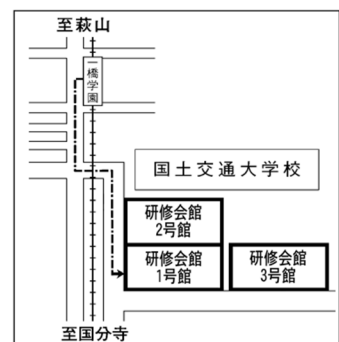 至萩山
一橋学園
国土交通大学校
研修会館
2号館
研修会館
1号館
研修会館
3号館
至国分寺